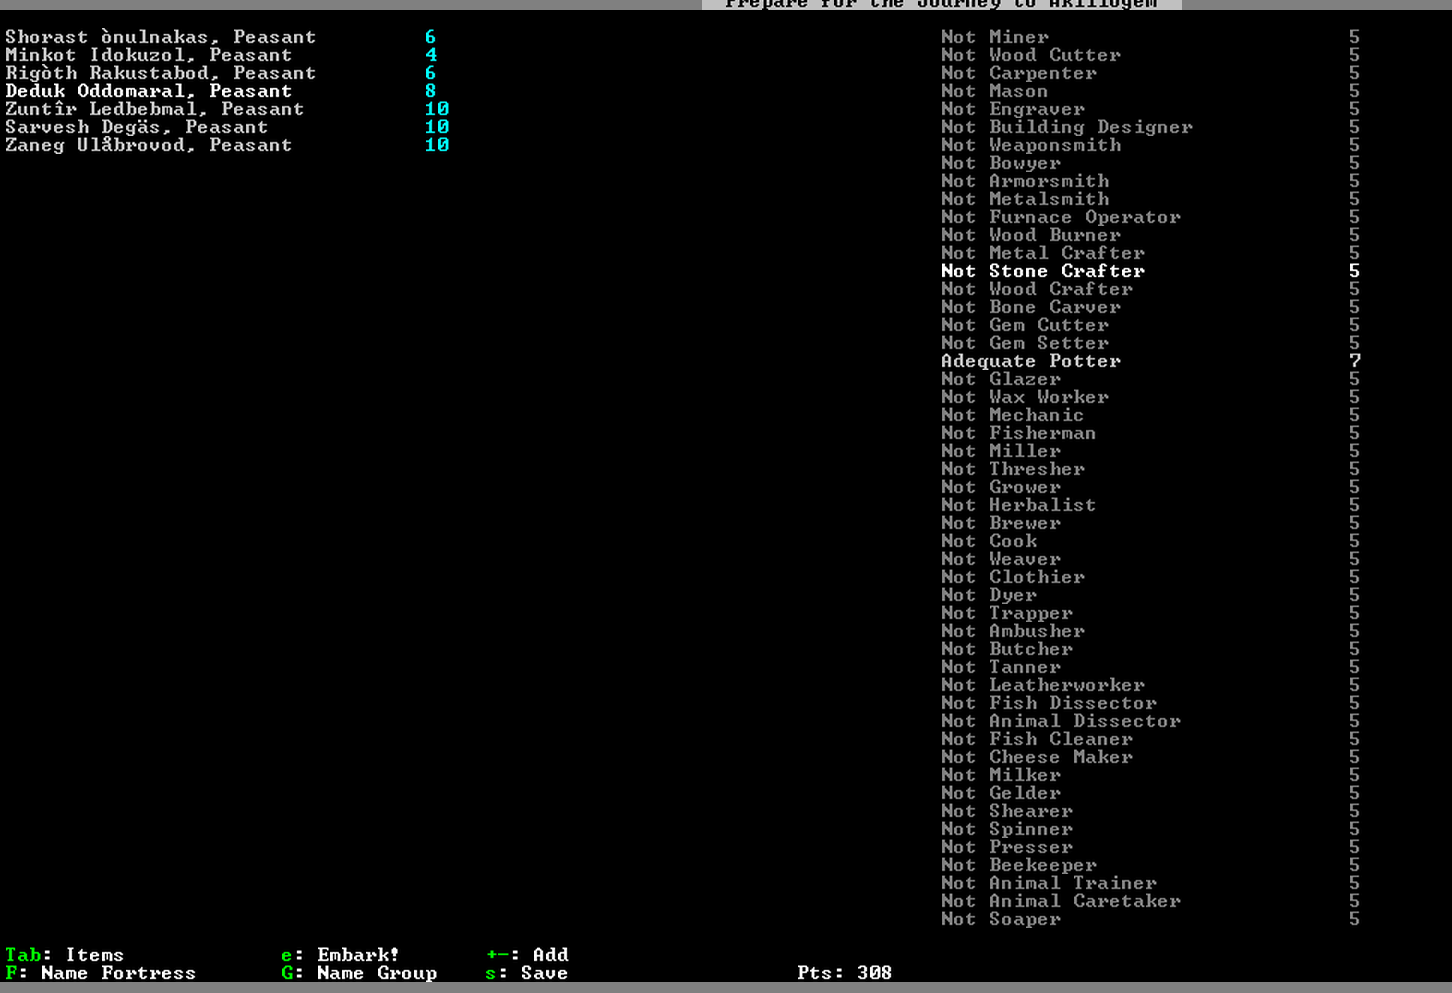 Prepare for the Journey to Akillugem
Shorast ònulnakas, Peasant 6 Not Miner 5
Minkot Idokuzol, Peasant 4 Not Wood Cutter 5
Rigòth Rakustabod, Peasant 6 Not Carpenter 5
Deduk Oddomaral, Peasant 8 Not Mason 5
Zuntîr Ledbebmal, Peasant 10 Not Engraver 5
Sarvesh Degäs, Peasant 10 Not Building Designer 5
Zaneg Ulåbrovod, Peasant 10 Not Weaponsmith 5
Not Bowyer 5
Not Armorsmith 5
Not Metalsmith 5
Not Furnace Operator 5
Not Wood Burner 5
Not Metal Crafter 5
Not Stone Crafter 5
Not Wood Crafter 5
Not Bone Carver 5
Not Gem Cutter 5
Not Gem Setter 5
Adequate Potter 7
Not Glazer 5
Not Wax Worker 5
Not Mechanic 5
Not Fisherman 5
Not Miller 5
Not Thresher 5
Not Grower 5
Not Herbalist 5
Not Brewer 5
Not Cook 5
Not Weaver 5
Not Clothier 5
Not Dyer 5
Not Trapper 5
Not Ambusher 5
Not Butcher 5
Not Tanner 5
Not Leatherworker 5
Not Fish Dissector 5
Not Animal Dissector 5
Not Fish Cleaner 5
Not Cheese Maker 5
Not Milker 5
Not Gelder 5
Not Shearer 5
Not Spinner 5
Not Presser 5
Not Beekeeper 5
Not Animal Trainer 5
Not Animal Caretaker 5
Not Soaper 5
Tab: Items e: Embark! +-: Add
F: Name Fortress G: Name Group s: Save Pts: 308